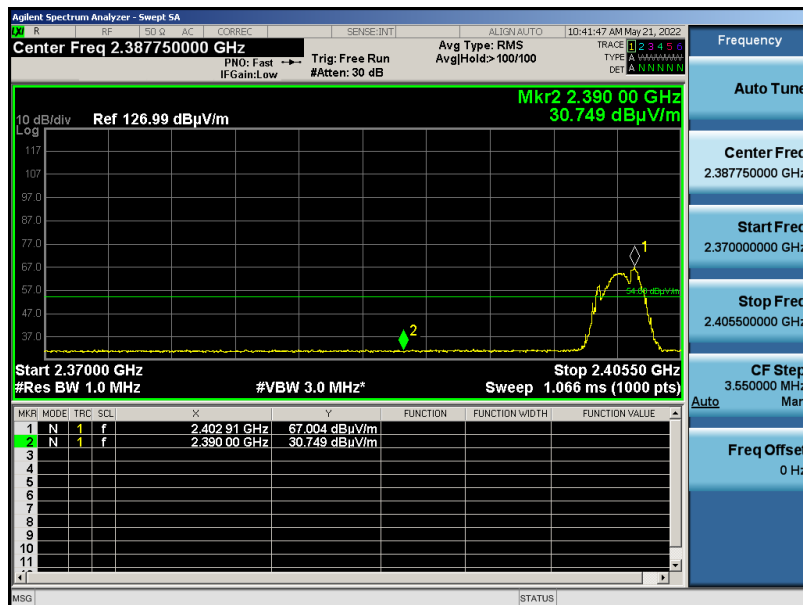 Agilent Spectrum Analyzer - Swept SA
R RF 50 Ω AC CORREC SENSE:INT ALIGN AUTO 10:41:47 AM May 21, 2022
Center Freq 2.387750000 GHz
PNO: Fast
IFGain:Low
Trig: Free Run
#Atten: 30 dB
Avg Type: RMS
Avg|Hold:>100/100
TRACE 1 2 3 4 5 6
TYPE A
DET A N N N N N
Mkr2 2.390 00 GHz
30.749 dBµV/m
10 dB/div Ref 126.99 dBµV/m
Log
117
107
97.0
87.0
77.0
67.0
57.0
47.0
37.0
1
2
Start 2.37000 GHz Stop 2.40550 GHz
#Res BW 1.0 MHz #VBW 3.0 MHz* Sweep 1.066 ms (1000 pts)
MKR MODE TRC SCL X Y FUNCTION FUNCTION WIDTH FUNCTION VALUE
1 N 1 f 2.402 91 GHz 67.004 dBµV/m
2 N 1 f 2.390 00 GHz 30.749 dBµV/m
3
4
5
6
7
8
9
10
11
MSG STATUS
Frequency
Auto Tune
Center Freq
2.387750000 GHz
Start Freq
2.370000000 GHz
Stop Freq
2.405500000 GHz
CF Step
3.550000 MHz
Auto Man
Freq Offset
0 Hz